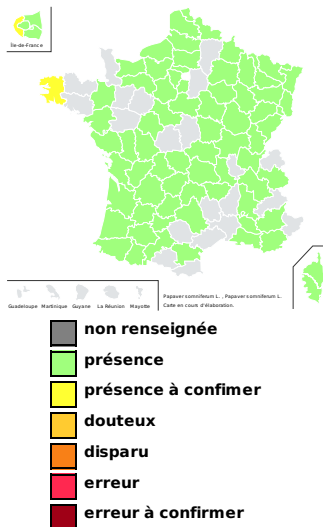 Île-de-France
Guadeloupe Martinique Guyane La Réunion Mayotte
Papaver somniferum L. , Papaver somniferum L.
Carte en cours d'élaboration.
non renseignée
présence
présence à confimer
douteux
disparu
erreur
erreur à confirmer